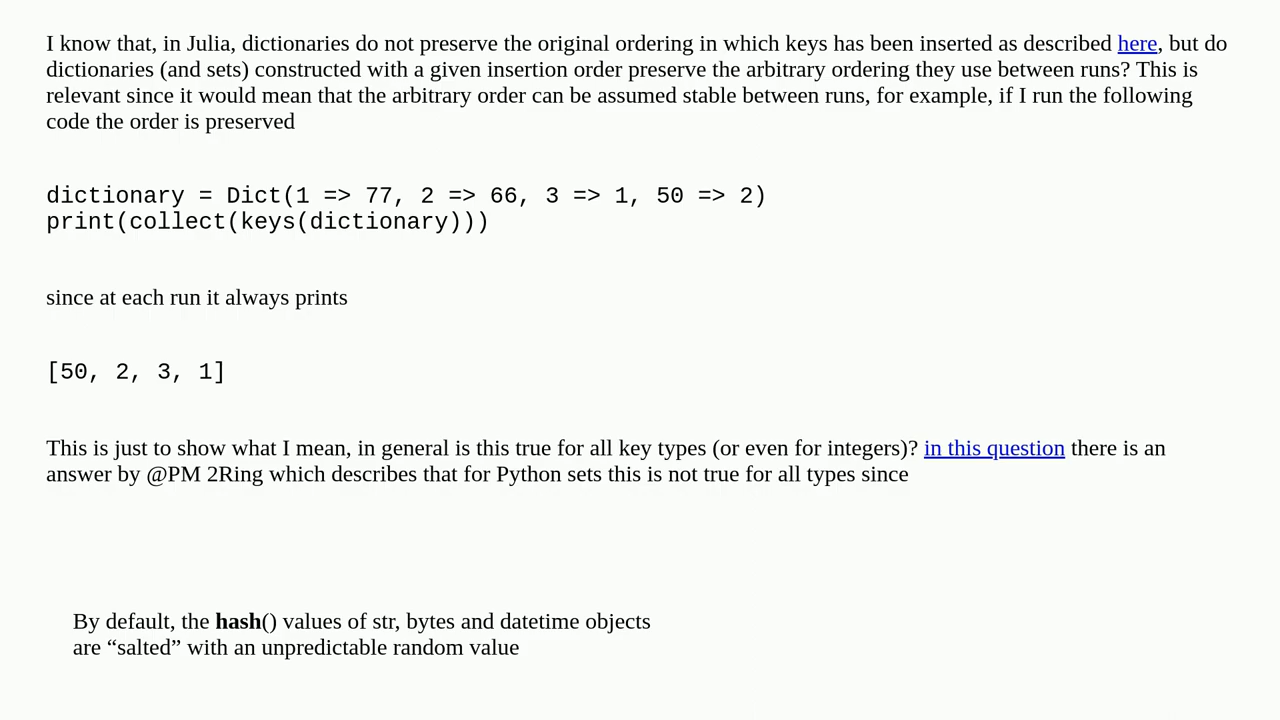 I know that, in Julia, dictionaries do not preserve the original ordering in which keys has been inserted as described here, but do
dictionaries (and sets) constructed with a given insertion order preserve the arbitrary ordering they use between runs? This is
relevant since it would mean that the arbitrary order can be assumed stable between runs, for example, if I run the following
code the order is preserved
dictionary = Dict(1 => 77, 2 => 66, 3 => 1, 50 => 2)
print(collect(keys(dictionary)))
since at each run it always prints
[50, 2, 3, 1]
This is just to show what I mean, in general is this true for all key types (or even for integers)? in this question there is an
answer by @PM 2Ring which describes that for Python sets this is not true for all types since
By default, the hash() values of str, bytes and datetime objects
are “salted” with an unpredictable random value